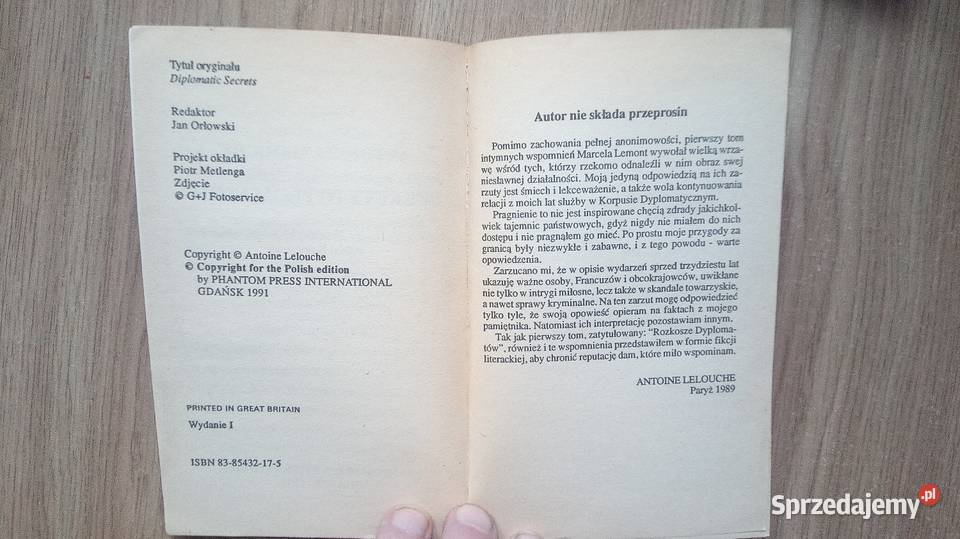 Tytuł oryginału
Diplomatic Secrets
Redaktor
Jan Orłowski
Projekt okładki
Piotr Metlenga
Zdjęcie
© G+J Fotoservice
Copyright © Antoine Lelouche
© Copyright for the Polish edition
by PHANTOM PRESS INTERNATIONAL
GDAŃSK 1991
PRINTED IN GREAT BRITAIN
Wydanie I
ISBN 83-85432-17-5
Autor nie składa przeprosin
Pomimo zachowania pełnej anonimowości, pierwszy tom
intymnych wspomnień Marcela Lemont wywołał wielką wrza-
wę wśród tych, którzy rzekomo odnaleźli w nim obraz swej
niesławnej działalności. Moją jedyną odpowiedzią na ich za-
rzuty jest śmiech i lekceważenie, a także wola kontynuowania
relacji z moich lat służby w Korpusie Dyplomatycznym.
Pragnienie to nie jest inspirowane chęcią zdrady jakichkol-
wiek tajemnic państwowych, gdyż nigdy nie miałem do nich
dostępu i nie pragnąłem go mieć. Po prostu moje przygody za
granicą były niezwykłe i zabawne, i z tego powodu - warte
opowiedzenia.
Zarzucano mi, że w opisie wydarzeń sprzed trzydziestu lat
ukazuję ważne osoby, Francuzów i obcokrajowców, uwikłane
nie tylko w intrygi miłosne, lecz także w skandale towarzyskie,
a nawet sprawy kryminalne. Na ten zarzut mogę odpowiedzieć
tylko tyle, że swoją opowieść opieram na faktach z mojego
pamiętnika. Natomiast ich interpretację pozostawiam innym.
Tak jak pierwszy tom, zatytułowany: "Rozkosze Dyploma-
tów", również i te wspomnienia przedstawiłem w formie fikcji
literackiej, aby chronić reputację dam, które miło wspominam.
ANTOINE LELOUCHE
Paryż 1989
Sprzedajemy.pl